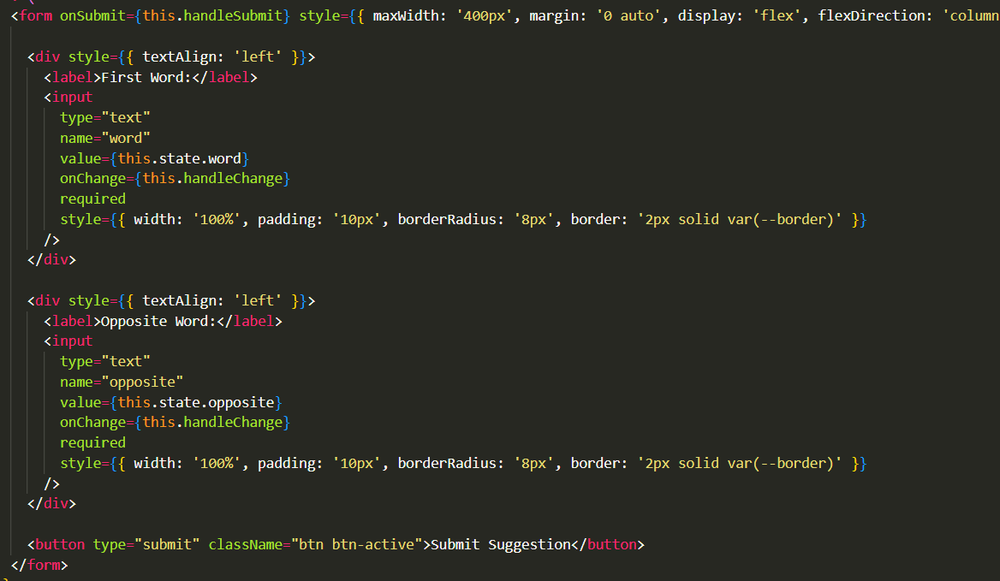 <form onSubmit={this.handleSubmit} style={{ maxWidth: '400px', margin: '0 auto', display: 'flex', flexDirection: 'column
<div style={{ textAlign: 'left' }}>
<label>First Word:</label>
<input
type="text"
name="word"
value={this.state.word}
onChange={this.handleChange}
required
style={{ width: '100%', padding: '10px', borderRadius: '8px', border: '2px solid var(--border)' }}
/>
</div>
<div style={{ textAlign: 'left' }}>
<label>Opposite Word:</label>
<input
type="text"
name="opposite"
value={this.state.opposite}
onChange={this.handleChange}
required
style={{ width: '100%', padding: '10px', borderRadius: '8px', border: '2px solid var(--border)' }}
/>
</div>
<button type="submit" className="btn btn-active">Submit Suggestion</button>
</form>